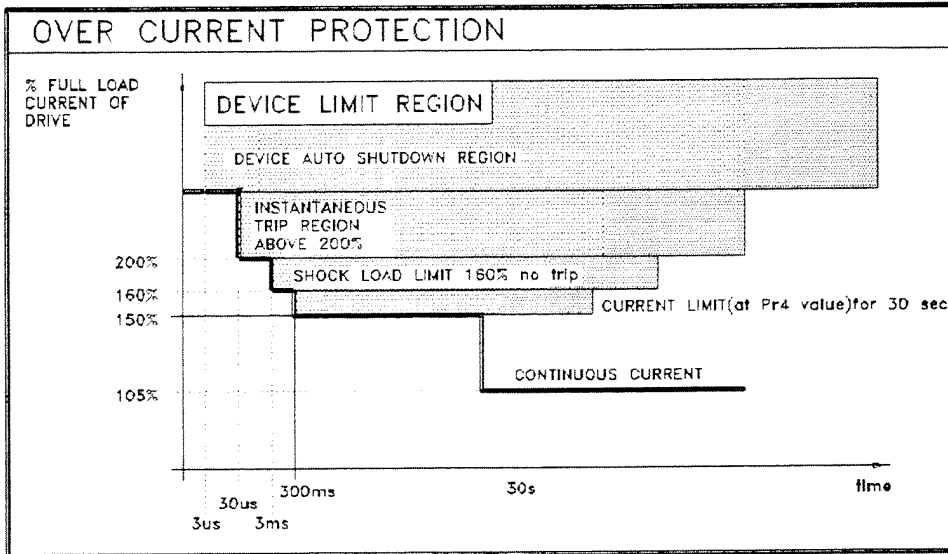 OVER CURRENT PROTECTION
% FULL LOAD
CURRENT OF
DRIVE
DEVICE LIMIT REGION
DEVICE AUTO SHUTDOWN REGION
INSTANTANEOUS
TRIP REGION
ABOVE 200%
200%
SHOCK LOAD LIMIT 160% no trip
160%
CURRENT LIMIT(at Pr4 value)for 30 sec
150%
CONTINUOUS CURRENT
105%
300ms
30s
time
30us
3us
3ms